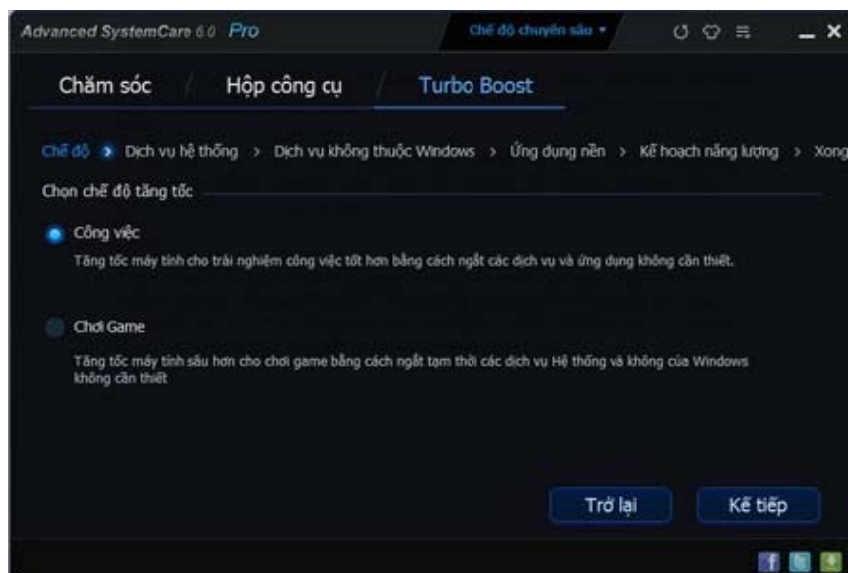 Advanced SystemCare 6.0 Pro Chế độ chuyên sâu
Chăm sóc / Hộp công cụ / Turbo Boost
Chế độ > Dịch vụ hệ thống > Dịch vụ không thuộc Windows > Ứng dụng nền > Kế hoạch năng lượng > Xong
Chọn chế độ tăng tốc
Công việc
Tăng tốc máy tính cho trải nghiệm công việc tốt hơn bằng cách ngắt các dịch vụ và ứng dụng không cần thiết.
Chơi Game
Tăng tốc máy tính sâu hơn cho chơi game bằng cách ngắt tạm thời các dịch vụ Hệ thống và không của Windows
không cần thiết
Trở lại Kế tiếp